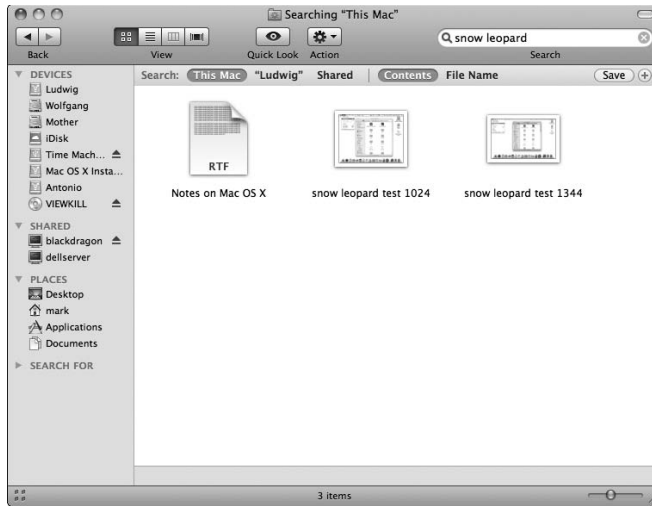 Searching "This Mac"
snow leopard
Back View Quick Look Action Search
DEVICES
Ludwig
Wolfgang
Mother
iDisk
Time Mach...
Mac OS X Insta...
Antonio
VIEWKILL
SHARED
blackdragon
dellserver
PLACES
Desktop
mark
Applications
Documents
SEARCH FOR
Search: This Mac "Ludwig" Shared Contents File Name Save
RTF
Notes on Mac OS X snow leopard test 1024 snow leopard test 1344
3 items